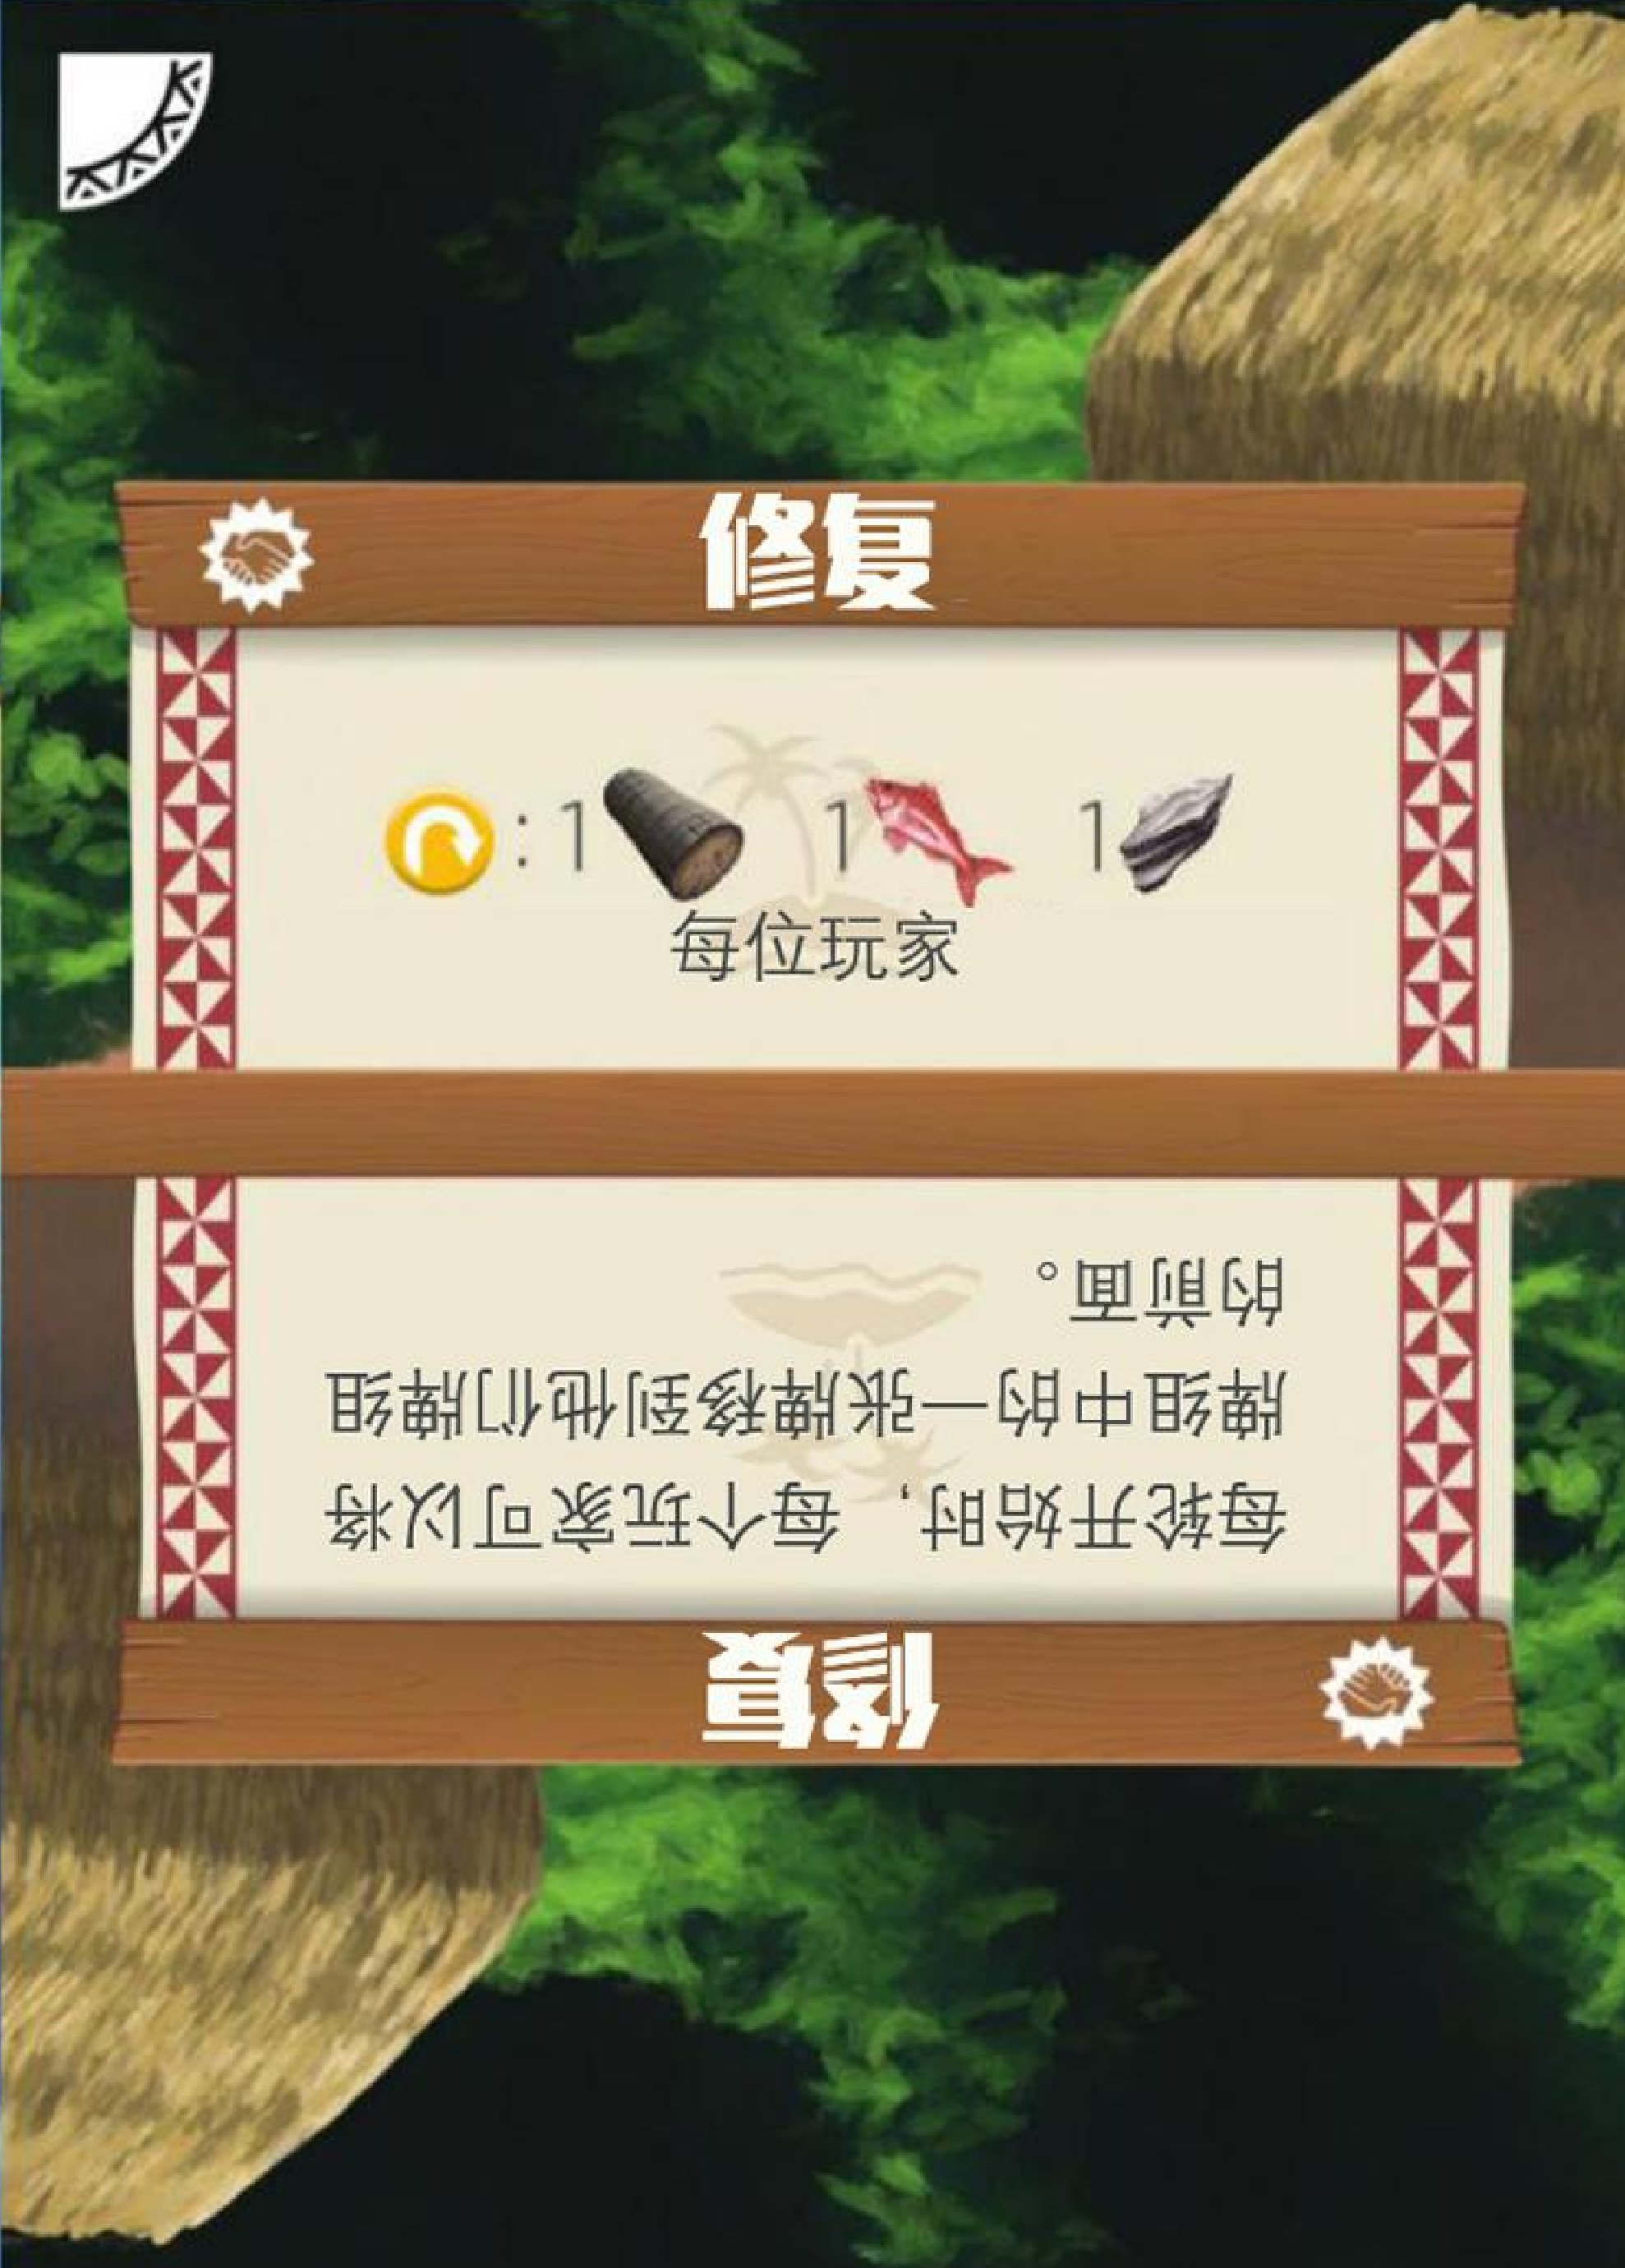 修复
:1 1 1
每位玩家
修复
每轮开始时，每个玩家可以将
牌组中的一张牌移到他们牌组
的前面。